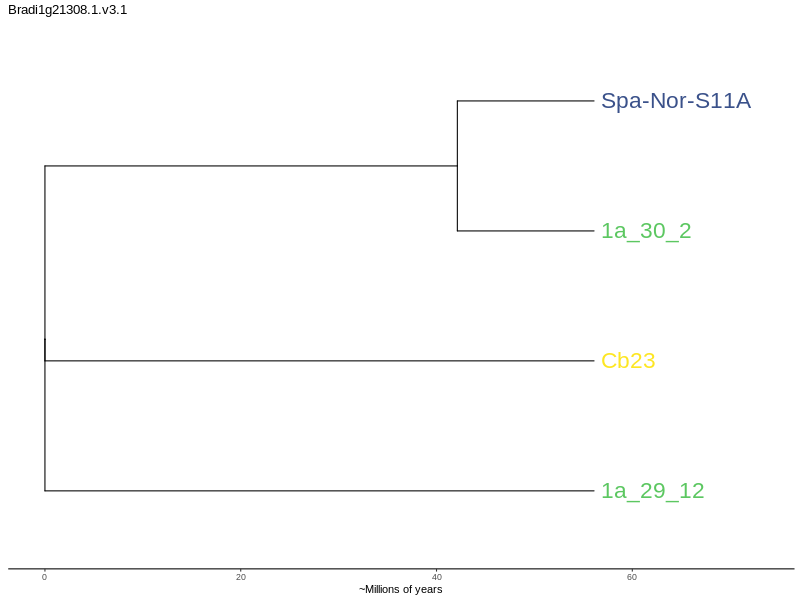 Bradi1g21308.1.v3.1
Spa-Nor-S11A
1a_30_2
Cb23
1a_29_12
0 20 40 60
~Millions of years